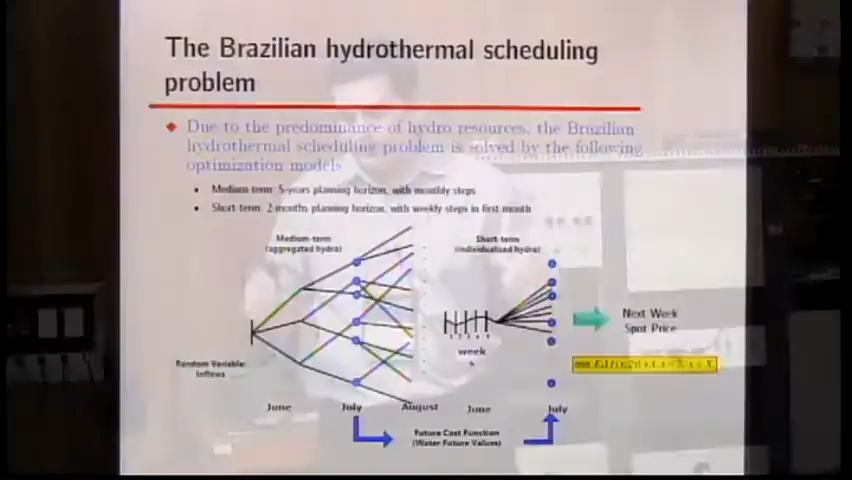 The Brazilian hydrothermal scheduling
problem
Due to the predominance of hydro resources, the Brazilian
hydrothermal scheduling problem is solved by the following
optimization models
Medium-term: 5-years planning horizon, with monthly steps
Short-term: 2-months planning horizon, with weekly steps in first month
Medium-term
(aggregated hydro)
Short-term
(individualized hydro)
Next Week
Spot Price
week
s
Random Variable:
Inflows
June
July
August
June
July
Future Cost Function
(Water Future Values)